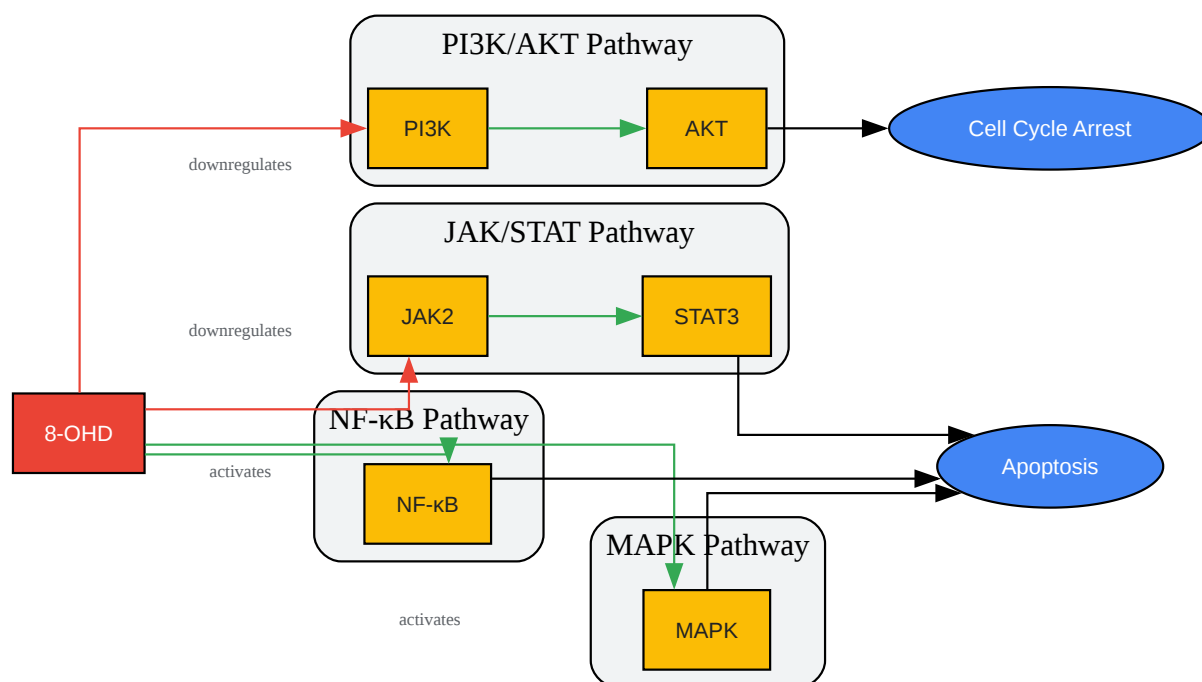 PI3K/AKT Pathway
PI3K
AKT
Cell Cycle Arrest
downregulates
JAK/STAT Pathway
JAK2
STAT3
downregulates
8-OHD
NF-κB Pathway
activates
NF-κB
Apoptosis
MAPK Pathway
activates
MAPK